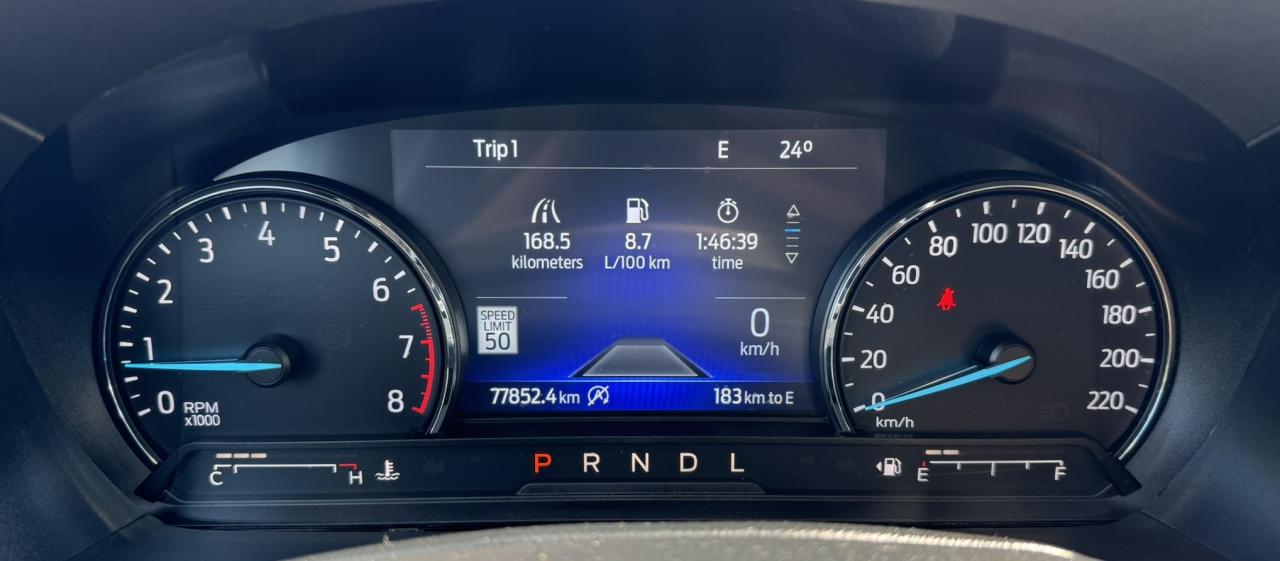 Trip 1 E 24°
168.5 8.7 1:46:39
kilometers L/100 km time
SPEED
LIMIT
50
0
km/h
77852.4 km 183 km to E
0 1 2 3 4 5 6 7 8
RPM
x1000
0 20 40 60 80 100 120 140 160 180 200 220
km/h
C H
P R N D L
E F